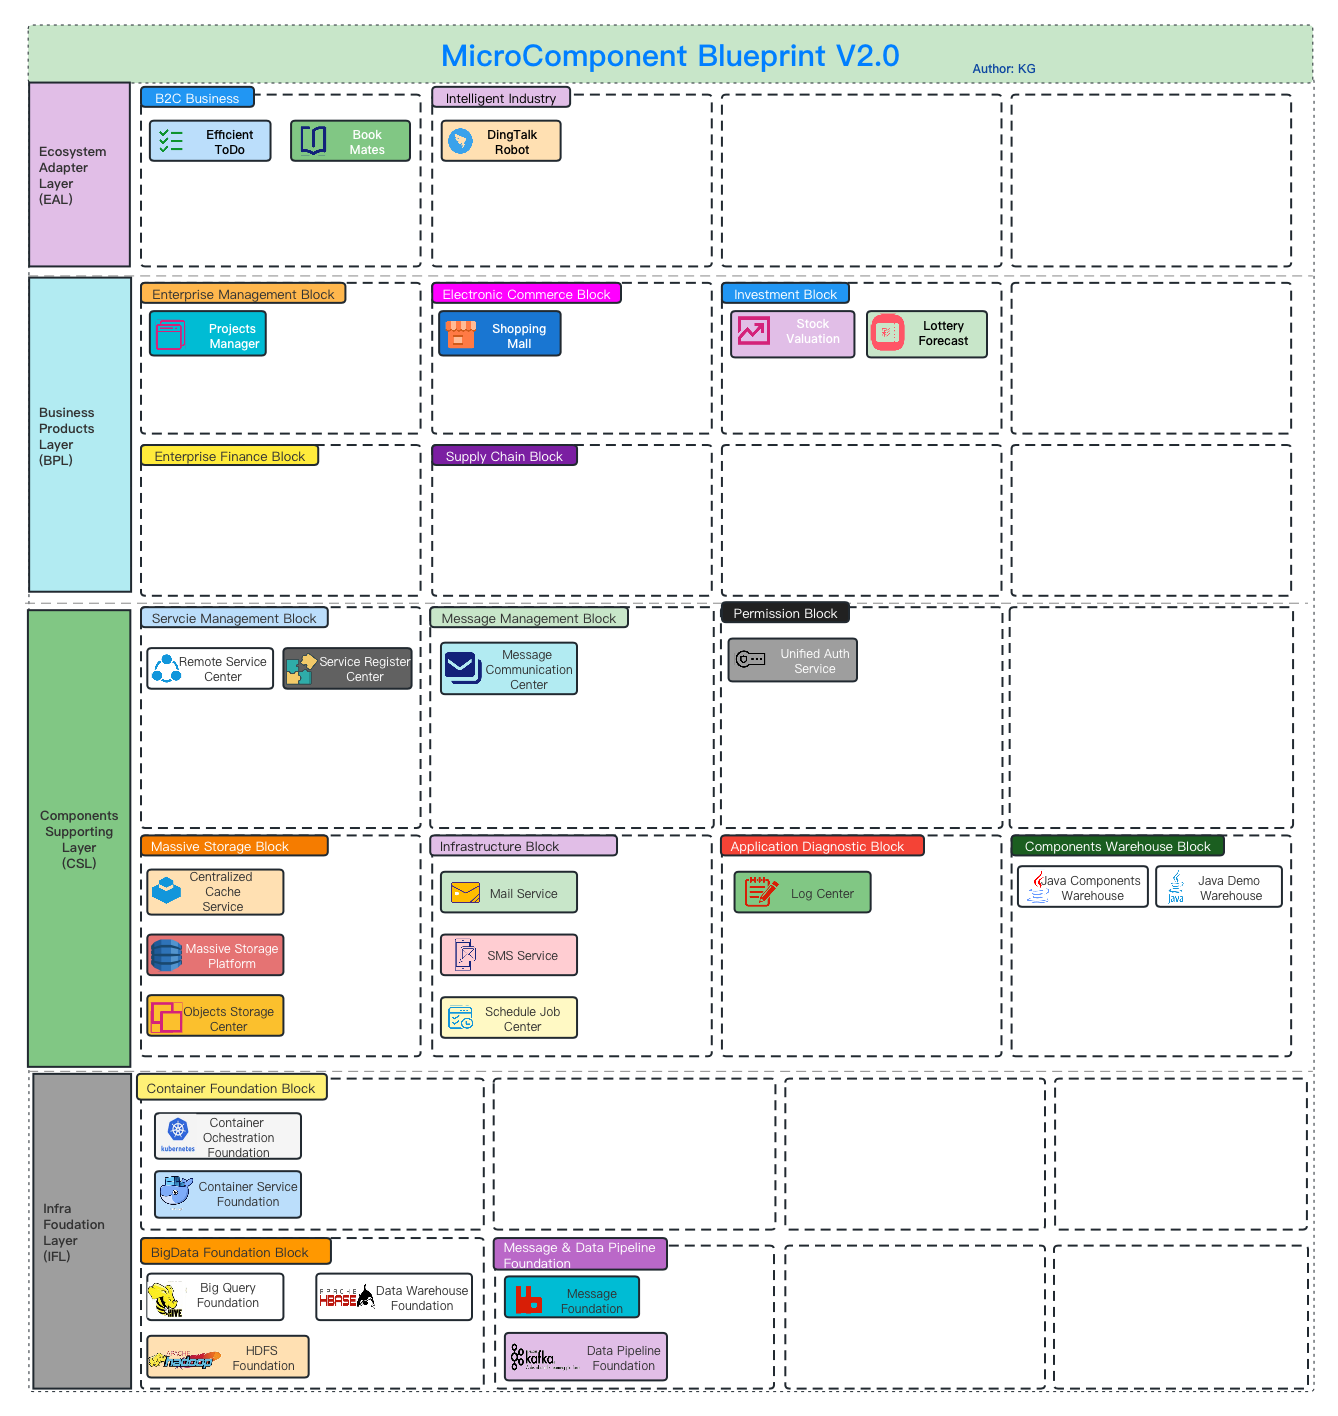 MicroComponent Blueprint V2.0
Author: KG
Ecosystem
Adapter
Layer
(EAL)
B2C Business
Efficient
ToDo
Book
Mates
Intelligent Industry
DingTalk
Robot
Business
Products
Layer
(BPL)
Enterprise Management Block
Projects
Manager
Electronic Commerce Block
Shopping
Mall
Investment Block
Stock
Valuation
Lottery
Forecast
Enterprise Finance Block
Supply Chain Block
Components
Supporting
Layer
(CSL)
Servcie Management Block
Remote Service
Center
Service Register
Center
Message Management Block
Message
Communication
Center
Permission Block
Unified Auth
Service
Massive Storage Block
Centralized
Cache
Service
Massive Storage
Platform
Objects Storage
Center
Infrastructure Block
Mail Service
SMS Service
Schedule Job
Center
Application Diagnostic Block
Log Center
Components Warehouse Block
Java Components
Warehouse
Java
Java Demo
Warehouse
Infra
Foudation
Layer
(IFL)
Container Foundation Block
kubernetes
Container
Ochestration
Foundation
Container Service
Foundation
BigData Foundation Block
HIVE
Big Query
Foundation
APACHE
HBASE
Data Warehouse
Foundation
APACHE
hadoop
HDFS
Foundation
Message & Data Pipeline
Foundation
Message
Foundation
kafka
Data Pipeline
Foundation